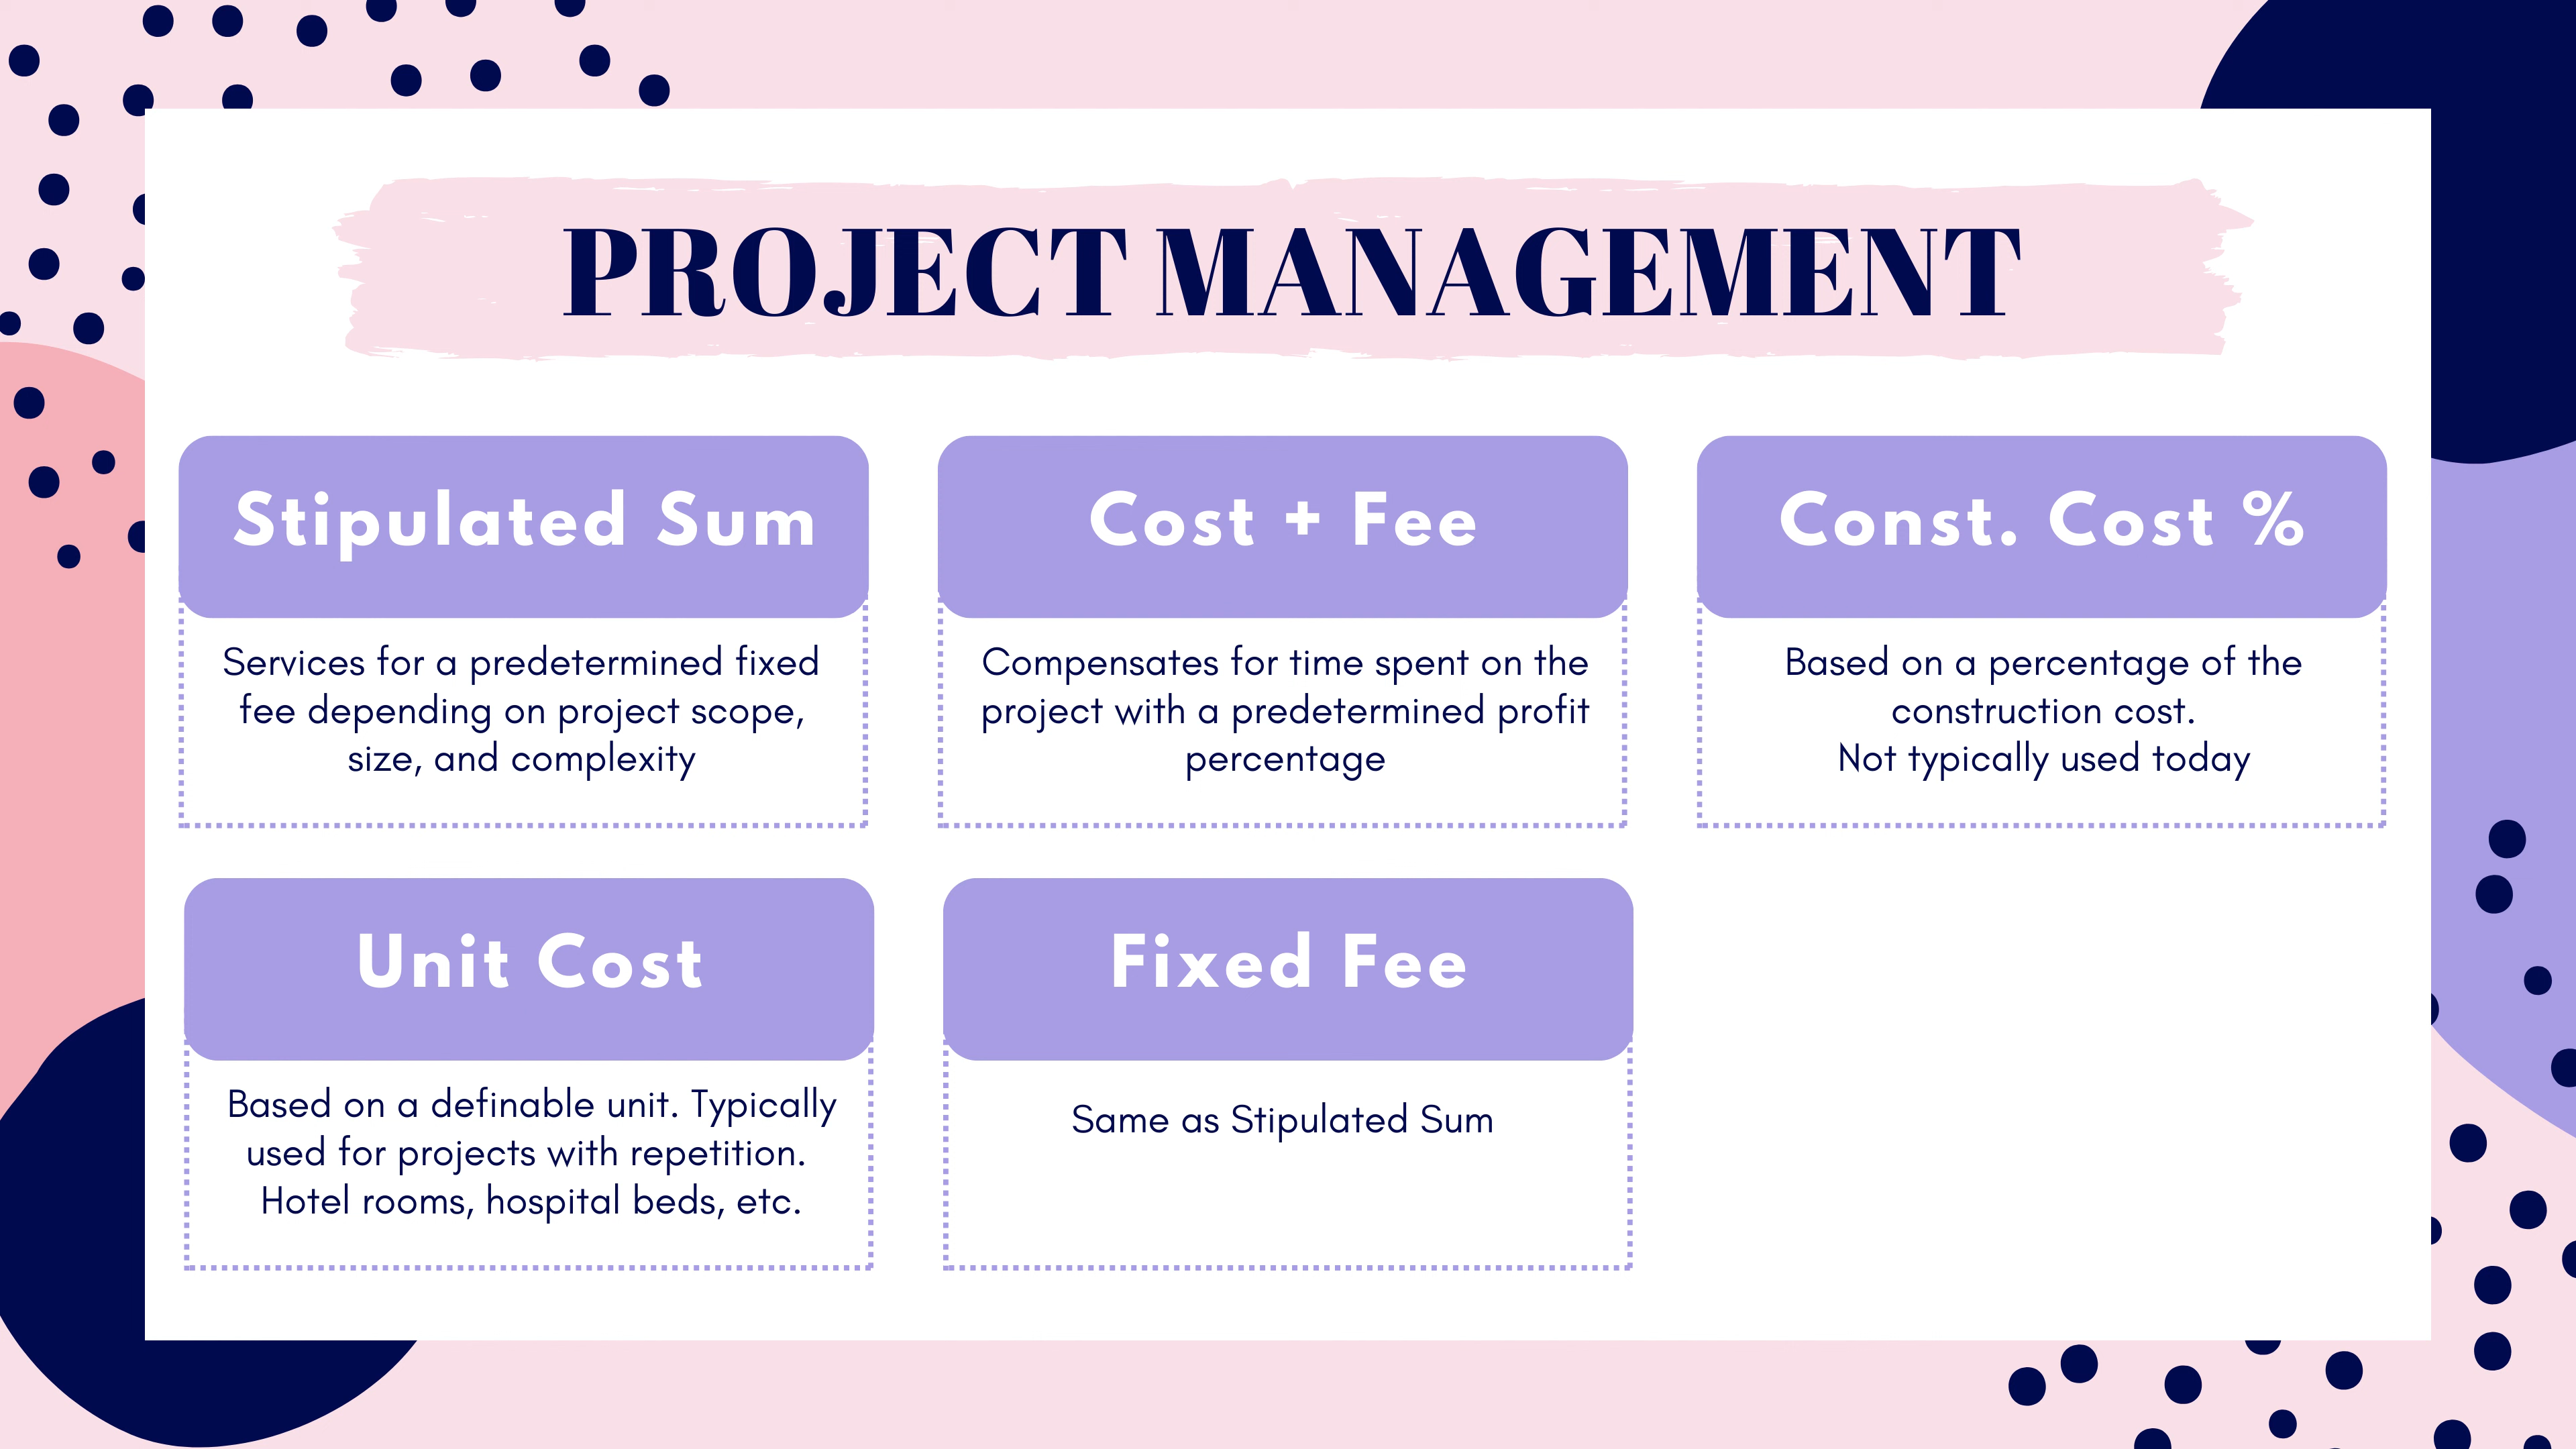 PROJECT MANAGEMENT
Stipulated Sum
Services for a predetermined fixed
fee depending on project scope,
size, and complexity
Cost + Fee
Compensates for time spent on the
project with a predetermined profit
percentage
Const. Cost %
Based on a percentage of the
construction cost.
Not typically used today
Unit Cost
Based on a definable unit. Typically
used for projects with repetition.
Hotel rooms, hospital beds, etc.
Fixed Fee
Same as Stipulated Sum